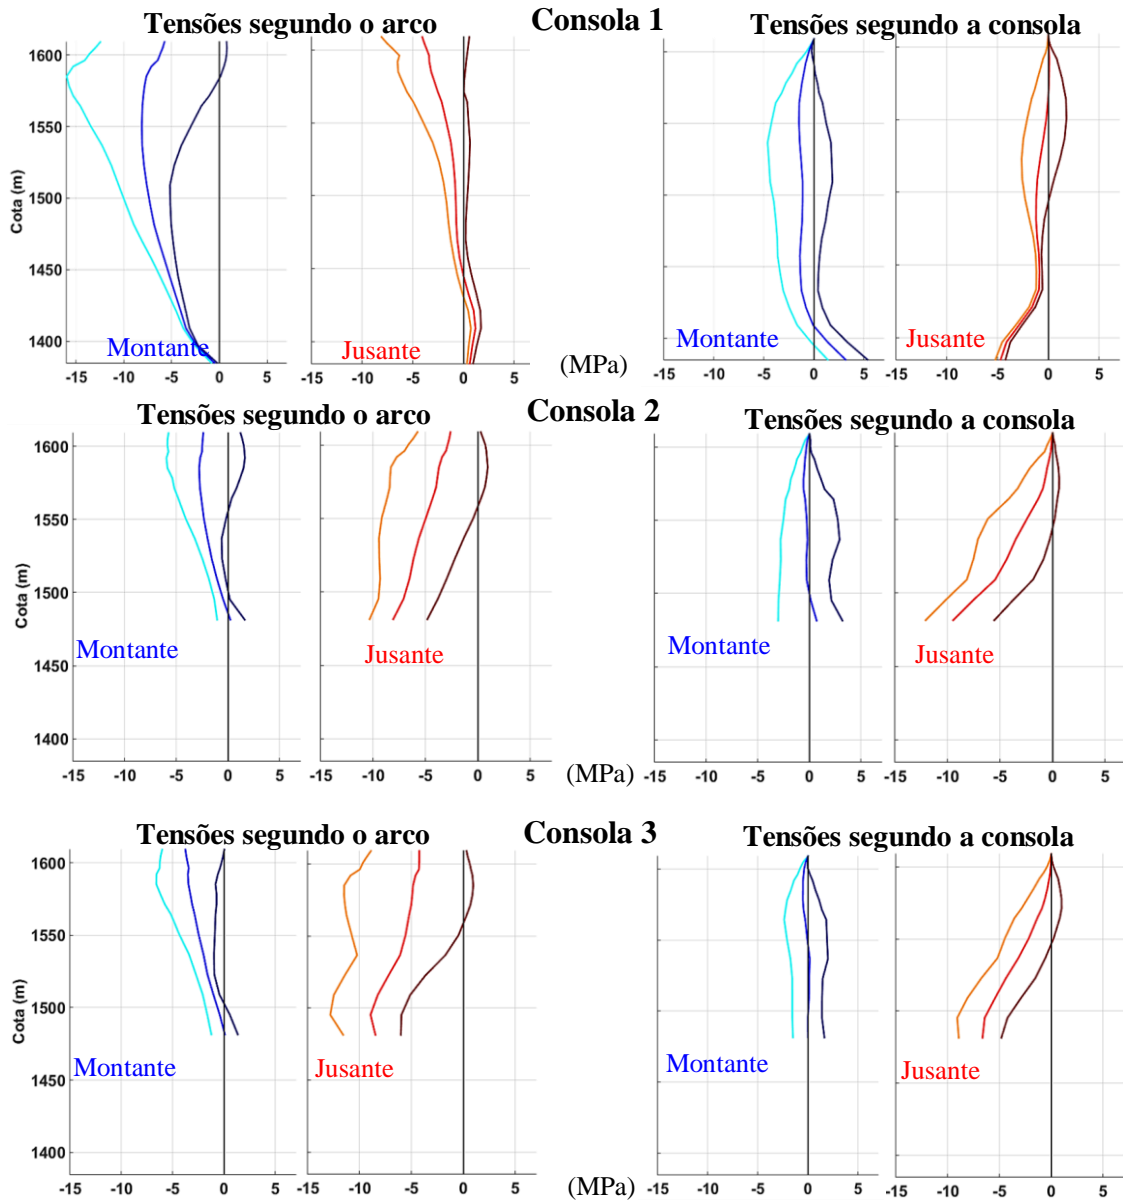 Tensões segundo o arco Consola 1 Tensões segundo a consola
Cota (m)
1600
1550
1500
1450
1400
Montante
Jusante
(MPa)
Montante
Jusante
-15 -10 -5 0 5 -15 -10 -5 0 5 -15 -10 -5 0 5 -15 -10 -5 0 5
Tensões segundo o arco Consola 2 Tensões segundo a consola
Cota (m)
1600
1550
1500
1450
1400
Montante
Jusante
(MPa)
Montante
Jusante
-15 -10 -5 0 5 -15 -10 -5 0 5 -15 -10 -5 0 5 -15 -10 -5 0 5
Tensões segundo o arco Consola 3 Tensões segundo a consola
Cota (m)
1600
1550
1500
1450
1400
Montante
Jusante
(MPa)
Montante
Jusante
-15 -10 -5 0 5 -15 -10 -5 0 5 -15 -10 -5 0 5 -15 -10 -5 0 5